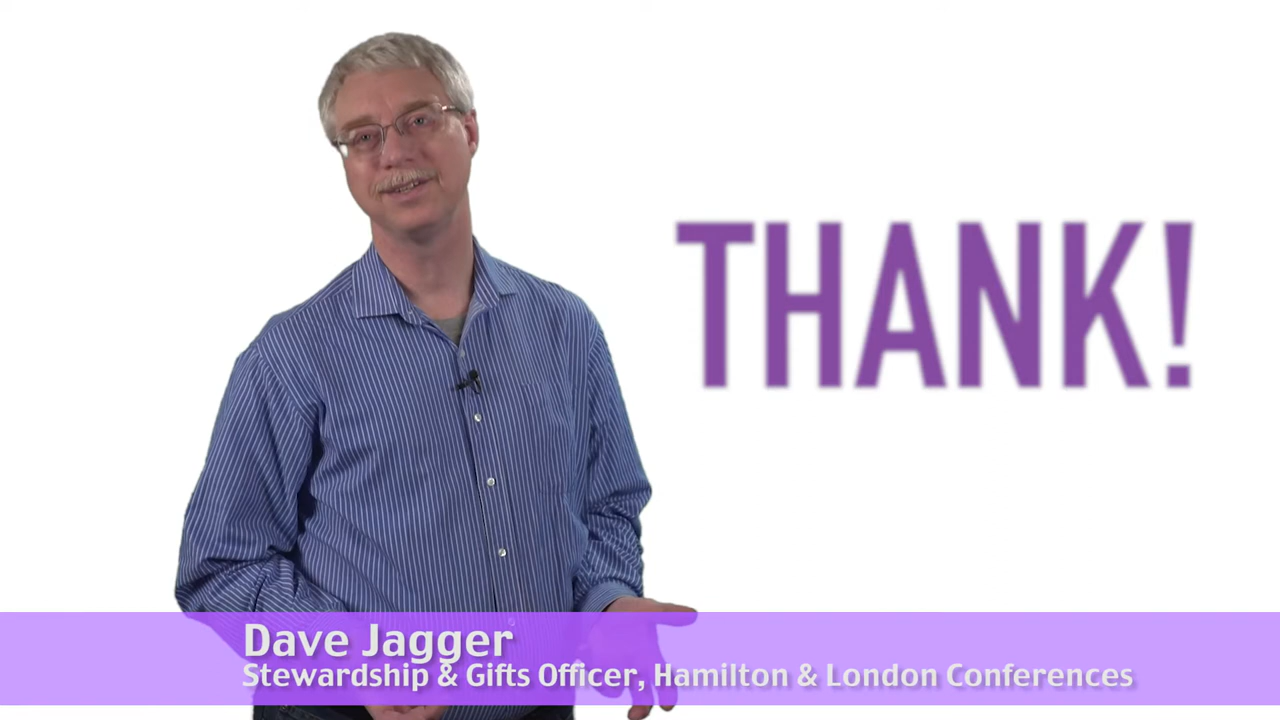 THANK!
Dave Jagger
Stewardship & Gifts Officer, Hamilton & London Conferences